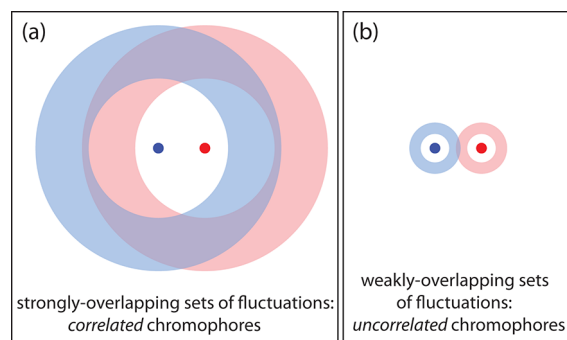 (a)
strongly-overlapping sets of fluctuations:
correlated chromophores
(b)
weakly-overlapping sets
of fluctuations:
uncorrelated chromophores